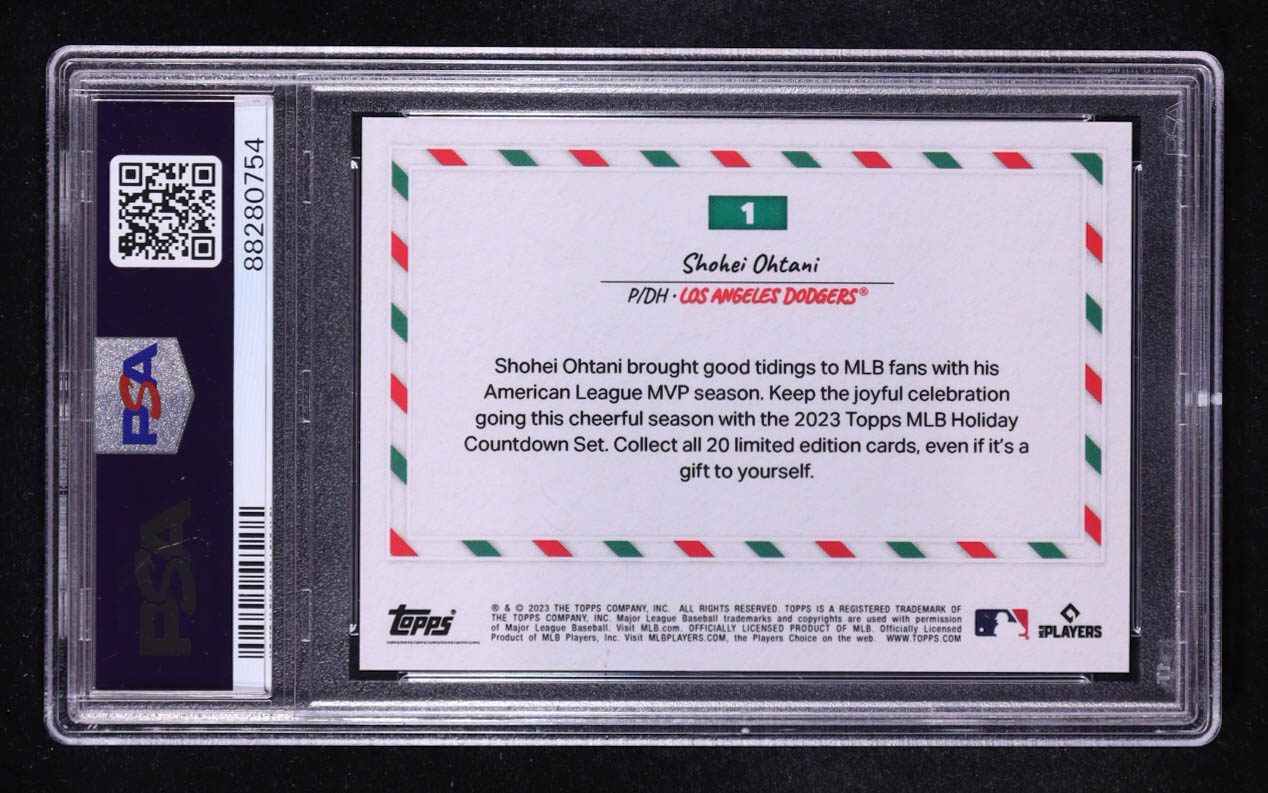 88280754
PSA
PSA
1
Shohei Ohtani
P/DH · LOS ANGELES DODGERS®
Shohei Ohtani brought good tidings to MLB fans with his
American League MVP season. Keep the joyful celebration
going this cheerful season with the 2023 Topps MLB Holiday
Countdown Set. Collect all 20 limited edition cards, even if it's a
gift to yourself.
Topps®
® & © 2023 THE TOPPS COMPANY, INC. ALL RIGHTS RESERVED. TOPPS IS A REGISTERED TRADEMARK OF
THE TOPPS COMPANY, INC. Major League Baseball trademarks and copyrights are used with permission
of Major League Baseball. Visit MLB.com. OFFICIALLY LICENSED PRODUCT OF MLB. Officially Licensed
Product of MLB Players, Inc. Visit MLBPLAYERS.COM, the Players Choice on the web. WWW.TOPPS.COM
MLB PLAYERS
PSA